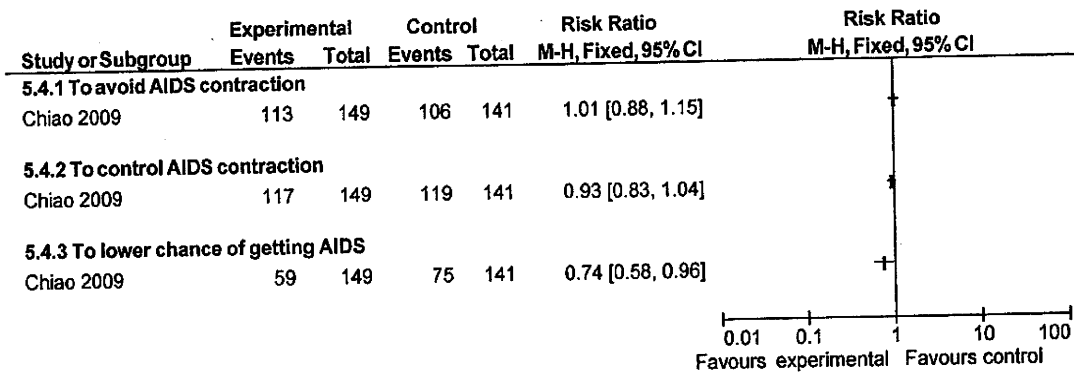 Experimental Control Risk Ratio Risk Ratio
Study or Subgroup Events Total Events Total M-H, Fixed, 95% CI M-H, Fixed, 95% CI
5.4.1 To avoid AIDS contraction
Chiao 2009 113 149 106 141 1.01 [0.88, 1.15]
5.4.2 To control AIDS contraction
Chiao 2009 117 149 119 141 0.93 [0.83, 1.04]
5.4.3 To lower chance of getting AIDS
Chiao 2009 59 149 75 141 0.74 [0.58, 0.96]
0.01 0.1 1 10 100
Favours experimental Favours control